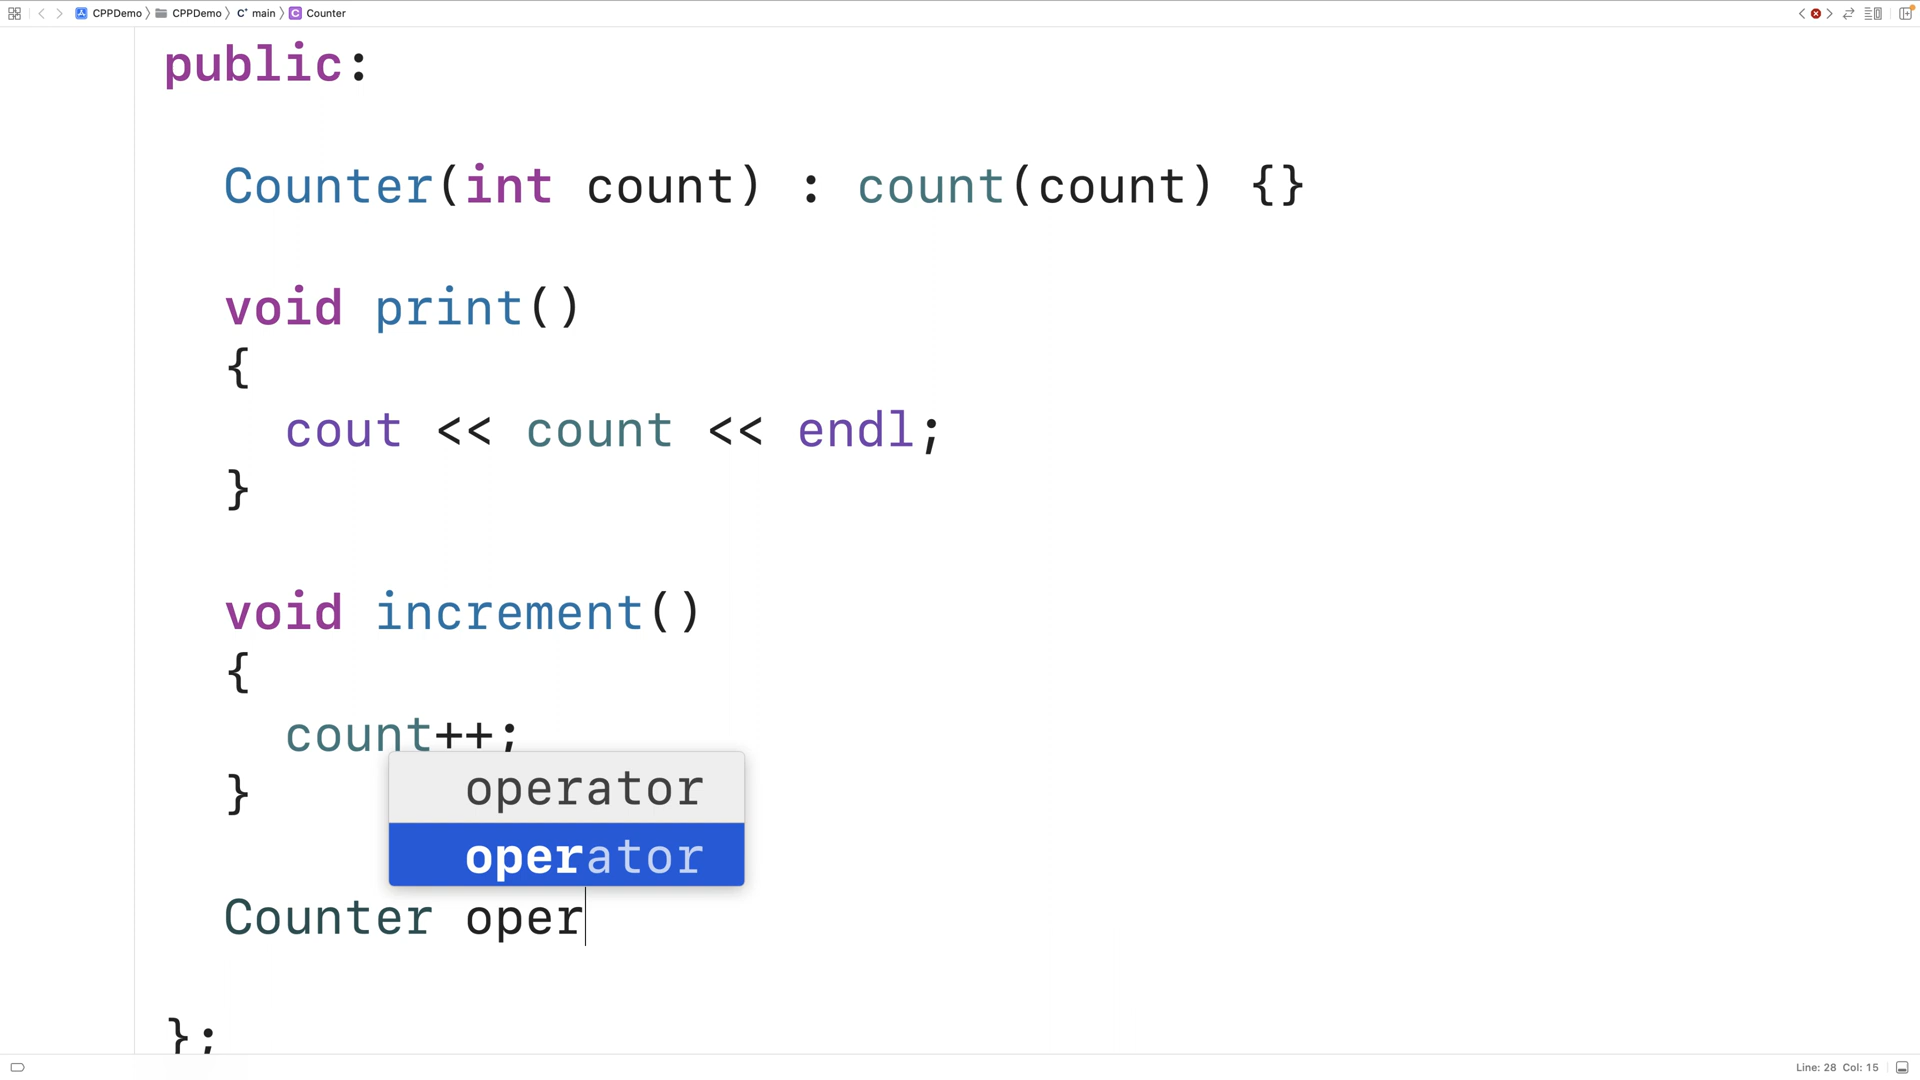 CPPDemo CPPDemo C+ main C Counter
public:
Counter(int count) : count(count) {}
void print()
{
cout << count << endl;
}
void increment()
{
count++;
}
operator
operator
Counter oper
};
Line: 28 Col: 15